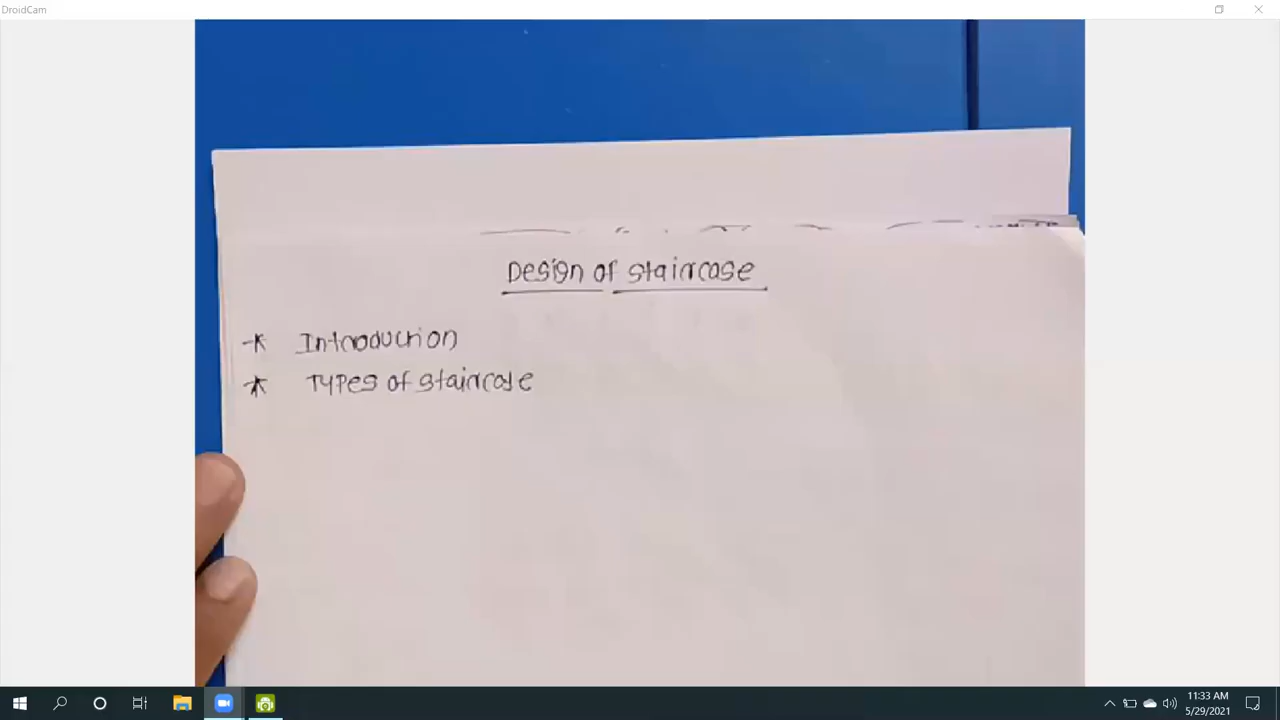 DroidCam
Design of staircase
* Introduction
* Types of staircase
11:33 AM
5/29/2021